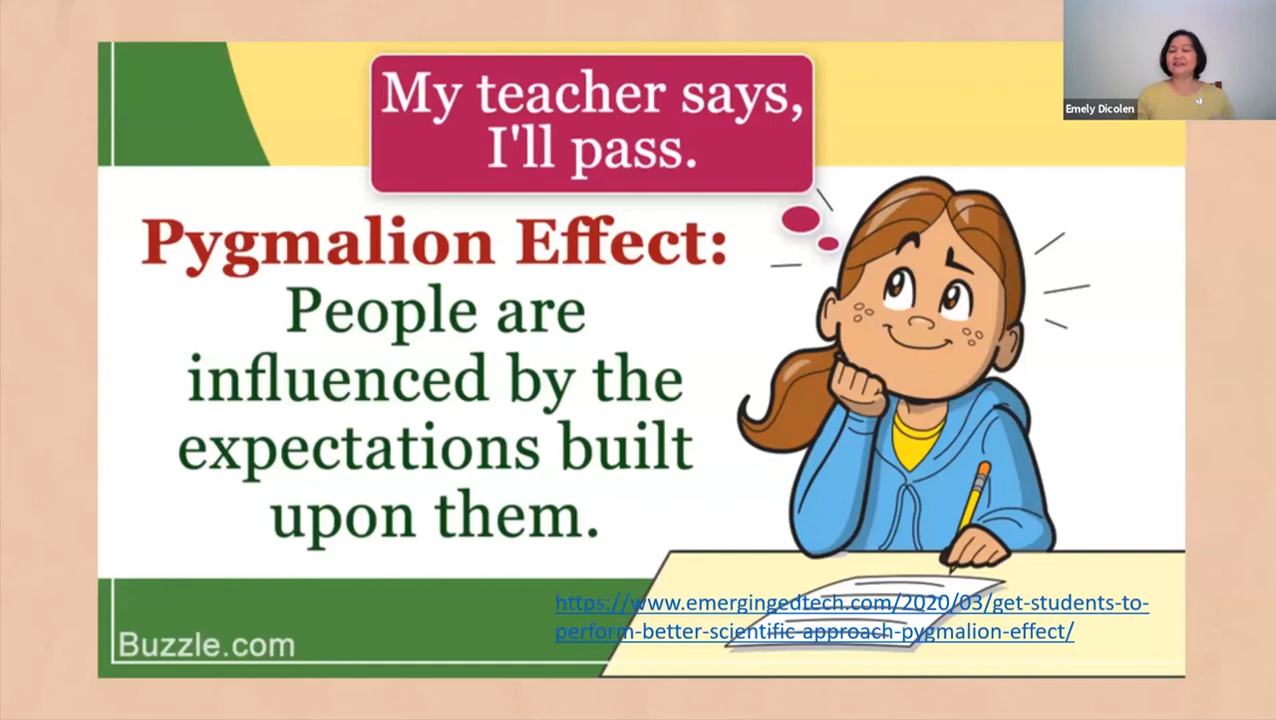 My teacher says,
I'll pass.
Emely Dicolen
Pygmalion Effect:
People are
influenced by the
expectations built
upon them.
https://www.emergingedtech.com/2020/03/get-students-to-
perform-better-scientific-approach-pygmalion-effect/
Buzzle.com